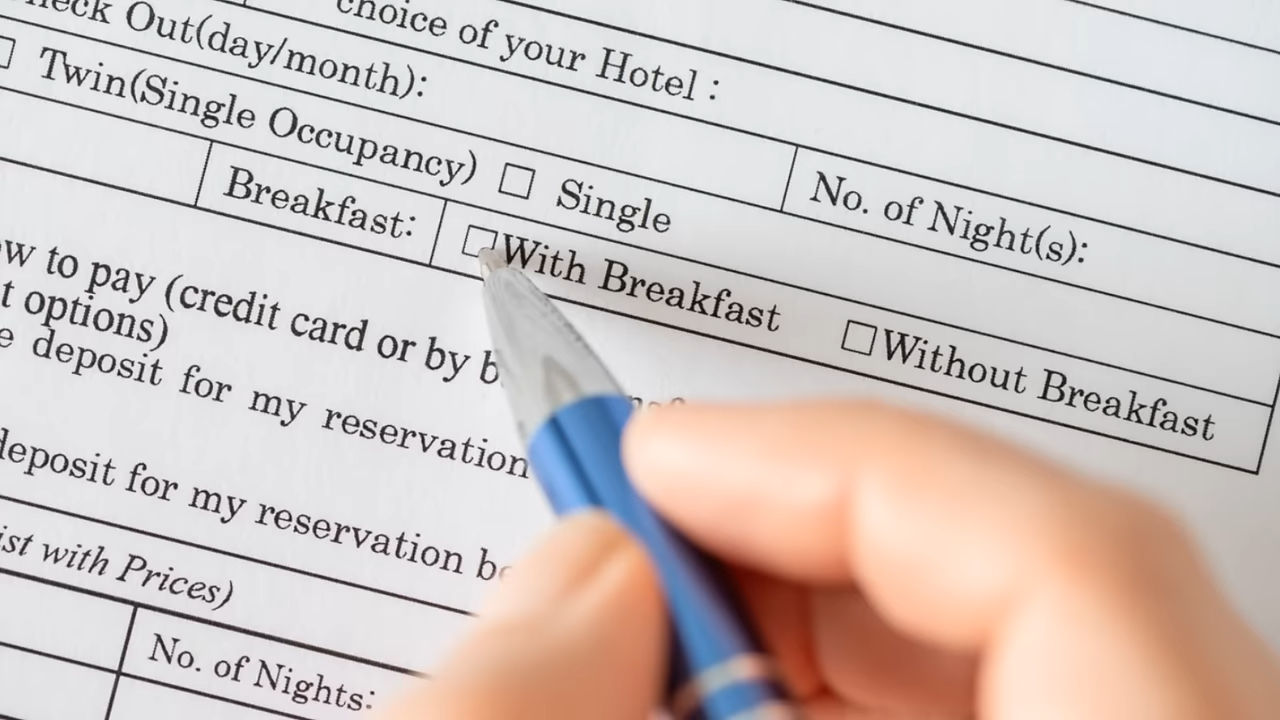 choice of your Hotel :
Check Out(day/month):
No. of Night(s):
☐ Twin(Single Occupancy) ☐ Single
Breakfast: ☐ With Breakfast ☐ Without Breakfast
to pay (credit card or by
options)
deposit for my reservation
deposit for my reservation
with Prices)
No. of Nights: